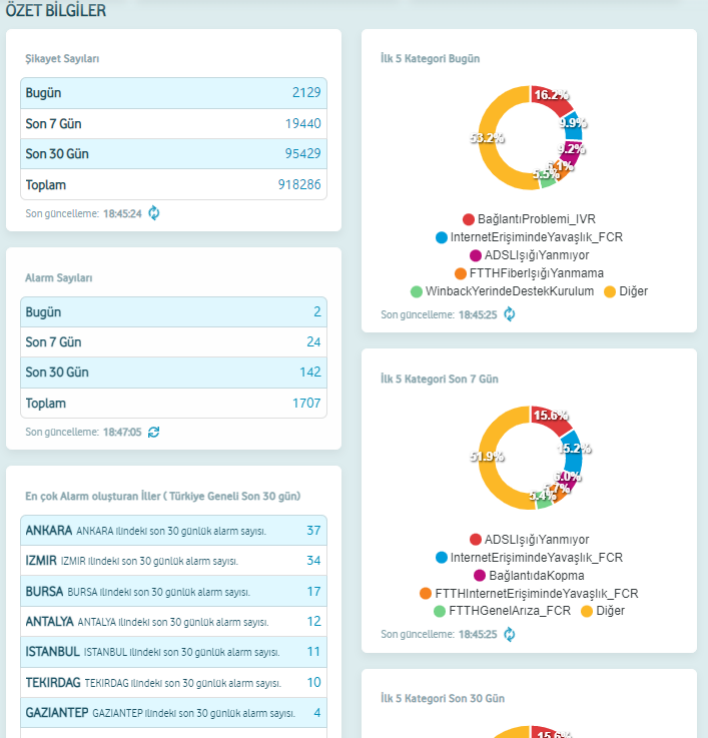 ÖZET BİLGİLER
Şikayet Sayıları
Bugün 2129
Son 7 Gün 19440
Son 30 Gün 95429
Toplam 918286
Son güncelleme: 18:45:24
Alarm Sayıları
Bugün 2
Son 7 Gün 24
Son 30 Gün 142
Toplam 1707
Son güncelleme: 18:47:05
En çok Alarm oluşturan İller ( Türkiye Geneli Son 30 gün)
ANKARA ANKARA ilindeki son 30 günlük alarm sayısı. 37
IZMIR IZMIR ilindeki son 30 günlük alarm sayısı. 34
BURSA BURSA ilindeki son 30 günlük alarm sayısı. 17
ANTALYA ANTALYA ilindeki son 30 günlük alarm sayısı. 12
ISTANBUL ISTANBUL ilindeki son 30 günlük alarm sayısı. 11
TEKIRDAG TEKIRDAG ilindeki son 30 günlük alarm sayısı. 10
GAZIANTEP GAZIANTEP ilindeki son 30 günlük alarm sayısı. 4
İlk 5 Kategori Bugün
16.2%
9.9%
53.2%
9.2%
5.5%
BağlantıProblemi_IVR
InternetErişimindeYavaşlık_FCR
ADSLIşığıYanmıyor
FTTHFiberIşığıYanmama
WinbackYerindeDestekKurulum Diğer
Son güncelleme: 18:45:25
İlk 5 Kategori Son 7 Gün
15.6%
15.2%
51.9%
6.0%
5.4%
ADSLIşığıYanmıyor
InternetErişimindeYavaşlık_FCR
BağlantıdaKopma
FTTHInternetErişimindeYavaşlık_FCR
FTTHGenelArıza_FCR Diğer
Son güncelleme: 18:45:25
İlk 5 Kategori Son 30 Gün